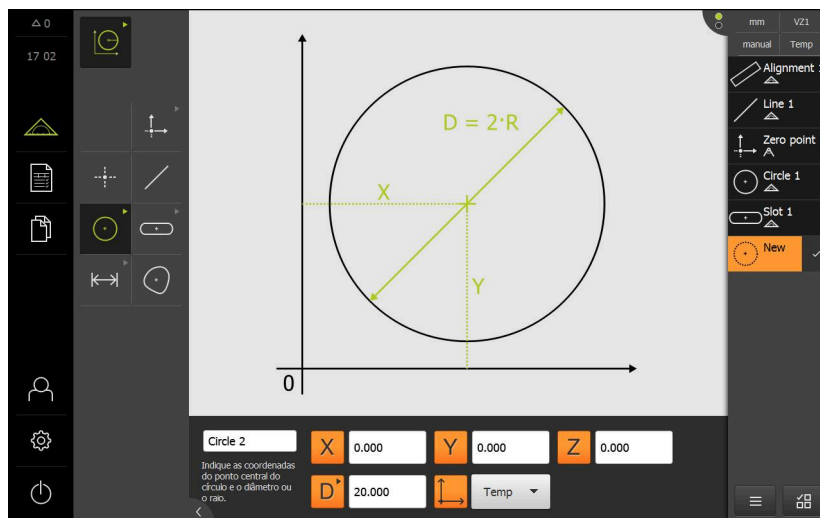 0
17 02
mm VZ1
manual Temp
Alignment 1
Line 1
Zero point
Circle 1
Slot 1
New
D = 2·R
X
Y
0
Circle 2
Indique as coordenadas
do ponto central do
círculo e o diâmetro ou
o raio.
X 0.000 Y 0.000 Z 0.000
D 20.000 Temp